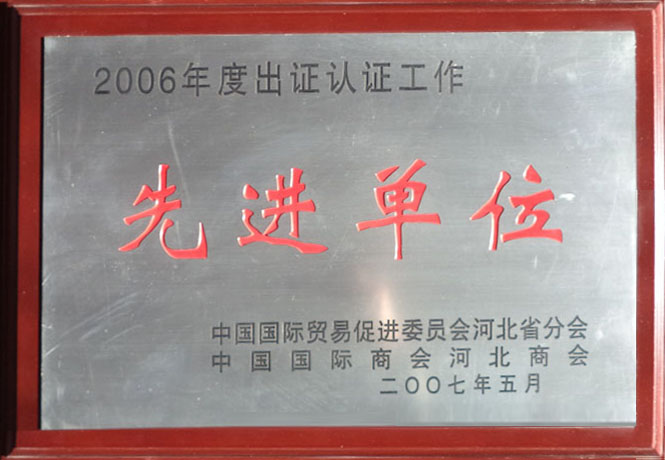 2006年度出证认证工作
先进单位
中国国际贸易促进委员会河北省分会
中国国际商会河北商会
二〇〇七年五月